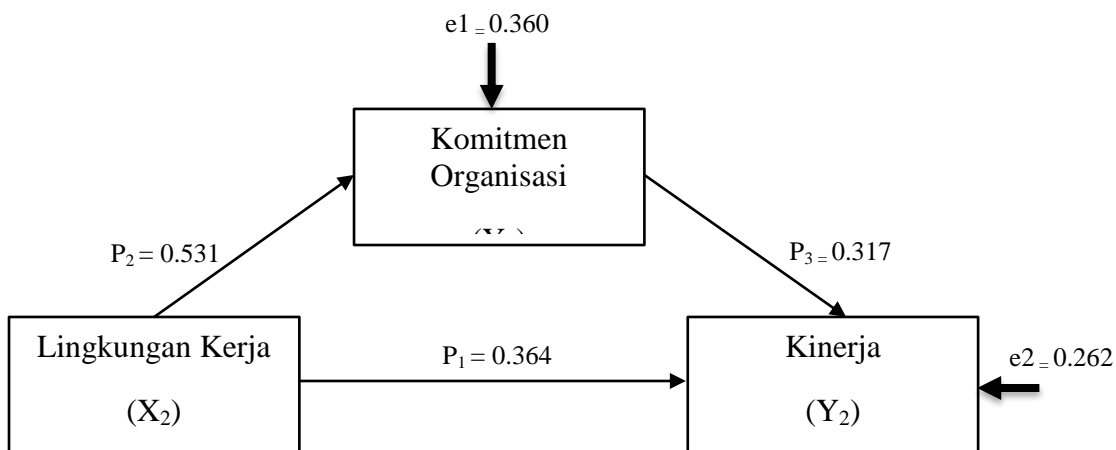 e1 = 0.360
Komitmen
Organisasi
P₂ = 0.531
P₃ = 0.317
Lingkungan Kerja
(X₂)
P₁ = 0.364
Kinerja
(Y₂)
e2 = 0.262